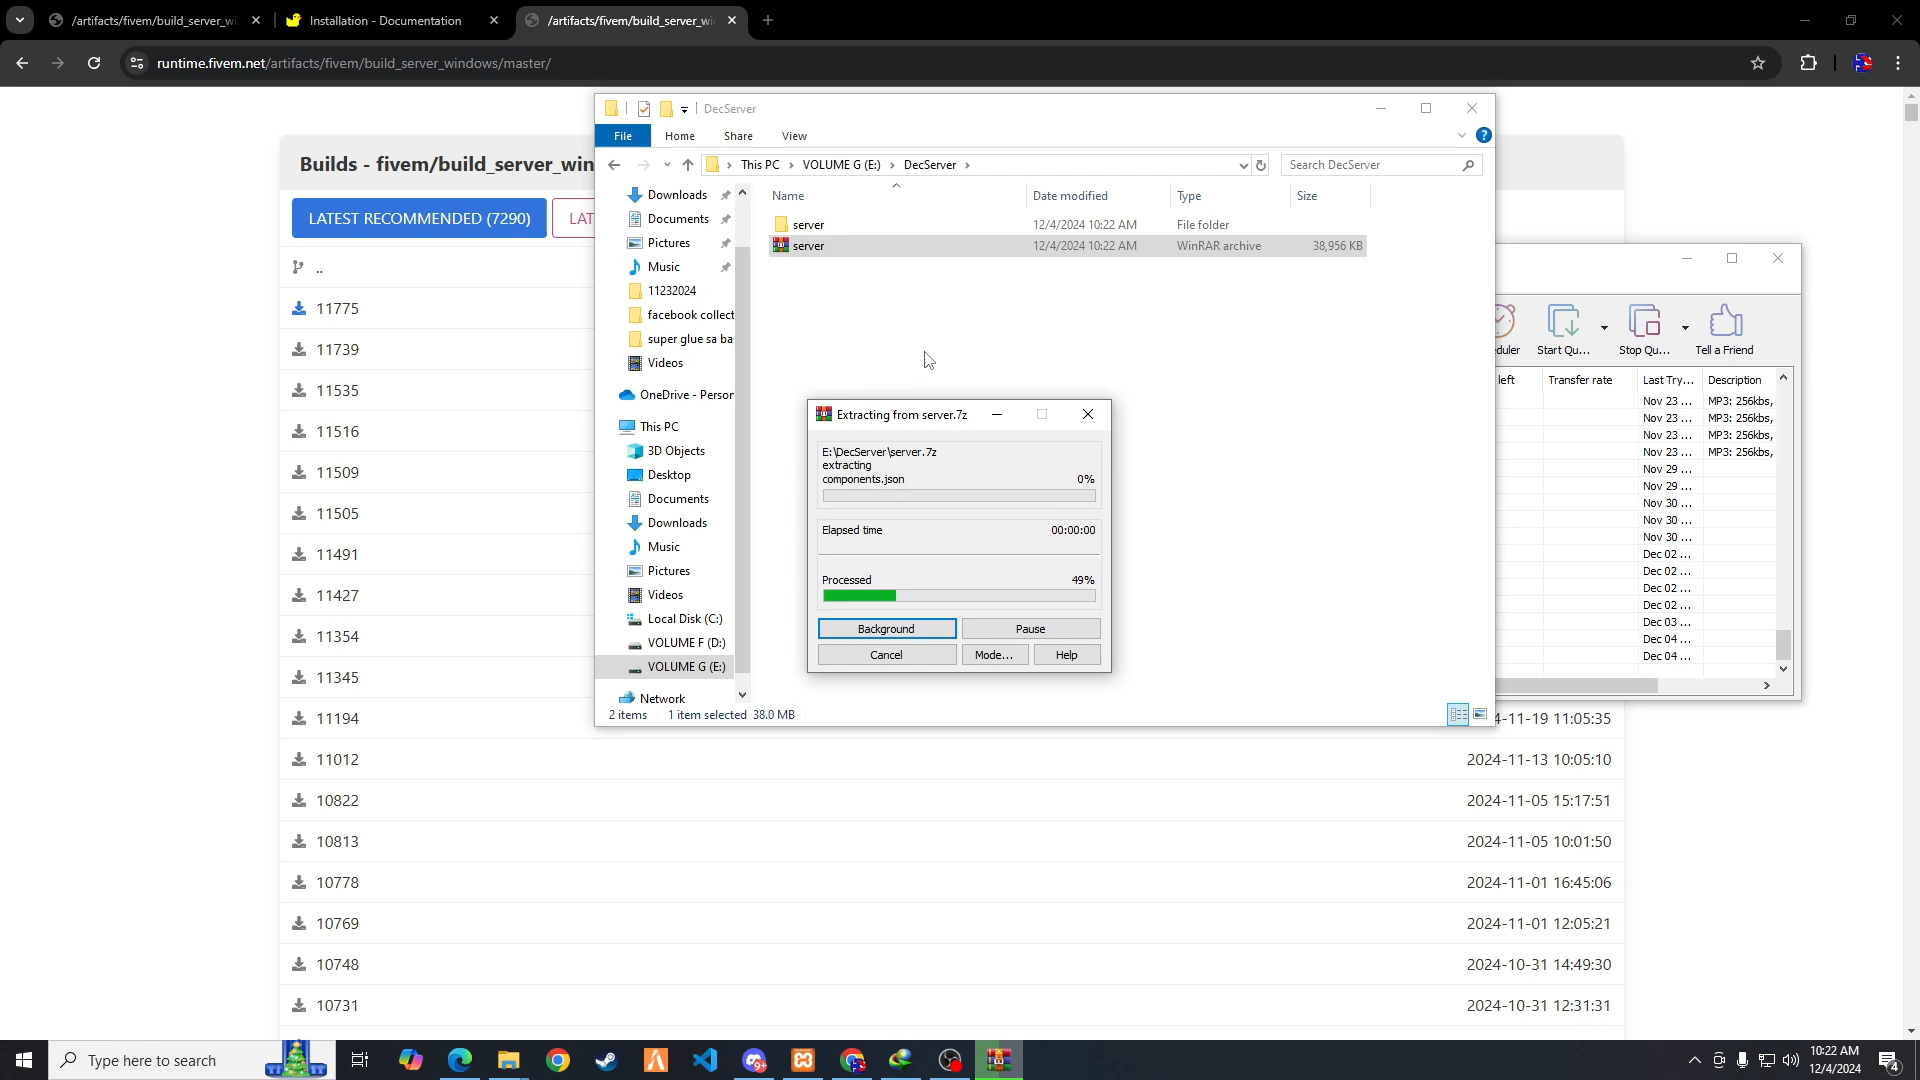 /artifacts/fivem/build_server_wi
Installation - Documentation
/artifacts/fivem/build_server_wi
runtime.fivem.net/artifacts/fivem/build_server_windows/master/
Builds - fivem/build_server_win
LATEST RECOMMENDED (7290)
LAT
..
11775
11739
11535
11516
11509
11505
11491
11427
11354
11345
11194
4-11-19 11:05:35
11012
2024-11-13 10:05:10
10822
2024-11-05 15:17:51
10813
2024-11-05 10:01:50
10778
2024-11-01 16:45:06
10769
2024-11-01 12:05:21
10748
2024-10-31 14:49:30
10731
2024-10-31 12:31:31
DecServer
File
Home
Share
View
This PC
VOLUME G (E:)
DecServer
Search DecServer
Downloads
Documents
Pictures
Music
11232024
facebook collect
super glue sa ba
Videos
OneDrive - Person
This PC
3D Objects
Desktop
Documents
Downloads
Music
Pictures
Videos
Local Disk (C:)
VOLUME F (D:)
VOLUME G (E:)
Network
Name
Date modified
Type
Size
server
12/4/2024 10:22 AM
File folder
server
12/4/2024 10:22 AM
WinRAR archive
38,956 KB
2 items
1 item selected 38.0 MB
Extracting from server.7z
E:\DecServer\server.7z
extracting
components.json
0%
Elapsed time
00:00:00
Processed
49%
Background
Pause
Cancel
Mode...
Help
duler
Start Qu...
Stop Qu...
Tell a Friend
left
Transfer rate
Last Try...
Description
Nov 23 ...
MP3: 256kbs,
Nov 23 ...
MP3: 256kbs,
Nov 23 ...
MP3: 256kbs,
Nov 23 ...
MP3: 256kbs,
Nov 29 ...
Nov 29 ...
Nov 30 ...
Nov 30 ...
Nov 30 ...
Dec 02 ...
Dec 02 ...
Dec 02 ...
Dec 02 ...
Dec 03 ...
Dec 04 ...
Dec 04 ...
Type here to search
10:22 AM
12/4/2024
4